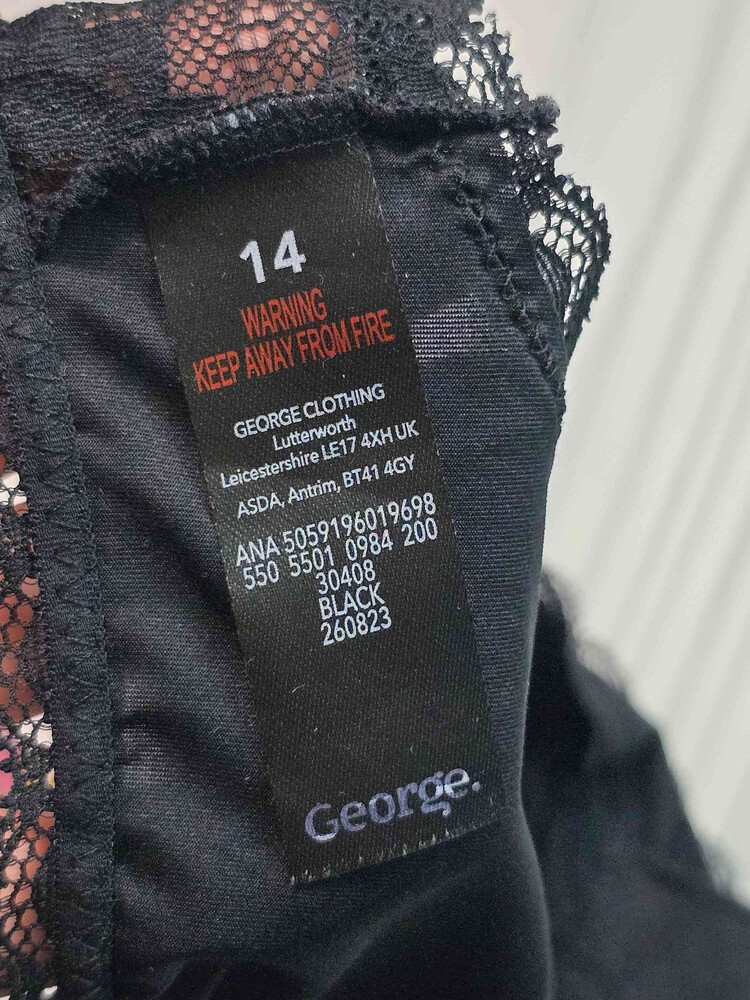 14
WARNING
KEEP AWAY FROM FIRE
GEORGE CLOTHING
Lutterworth
Leicestershire LE17 4XH UK
ASDA, Antrim, BT41 4GY
ANA 5059196019698
550 5501 0984 200
30408
BLACK
260823
George.